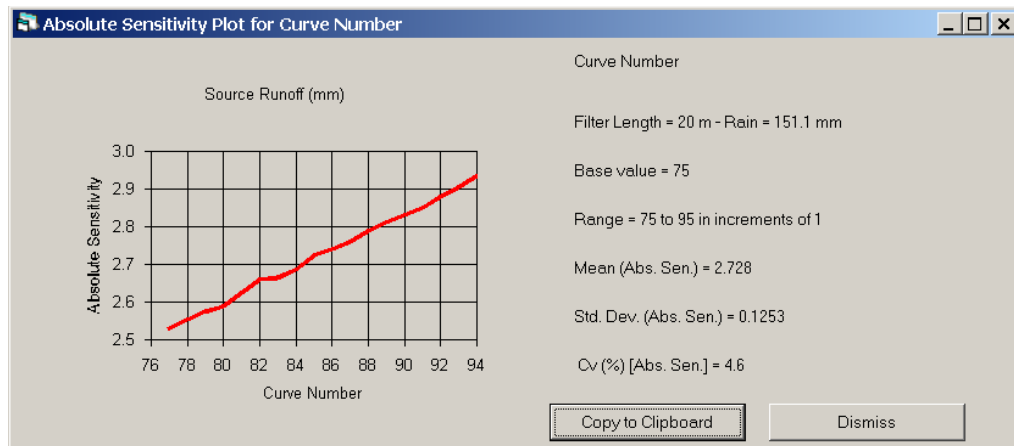 Absolute Sensitivity Plot for Curve Number
Source Runoff (mm)
Absolute Sensitivity
3.0
2.9
2.8
2.7
2.6
2.5
76 78 80 82 84 86 88 90 92 94
Curve Number
Curve Number
Filter Length = 20 m - Rain = 151.1 mm
Base value = 75
Range = 75 to 95 in increments of 1
Mean (Abs. Sen.) = 2.728
Std. Dev. (Abs. Sen.) = 0.1253
Cv (%) [Abs. Sen.] = 4.6
Copy to Clipboard
Dismiss